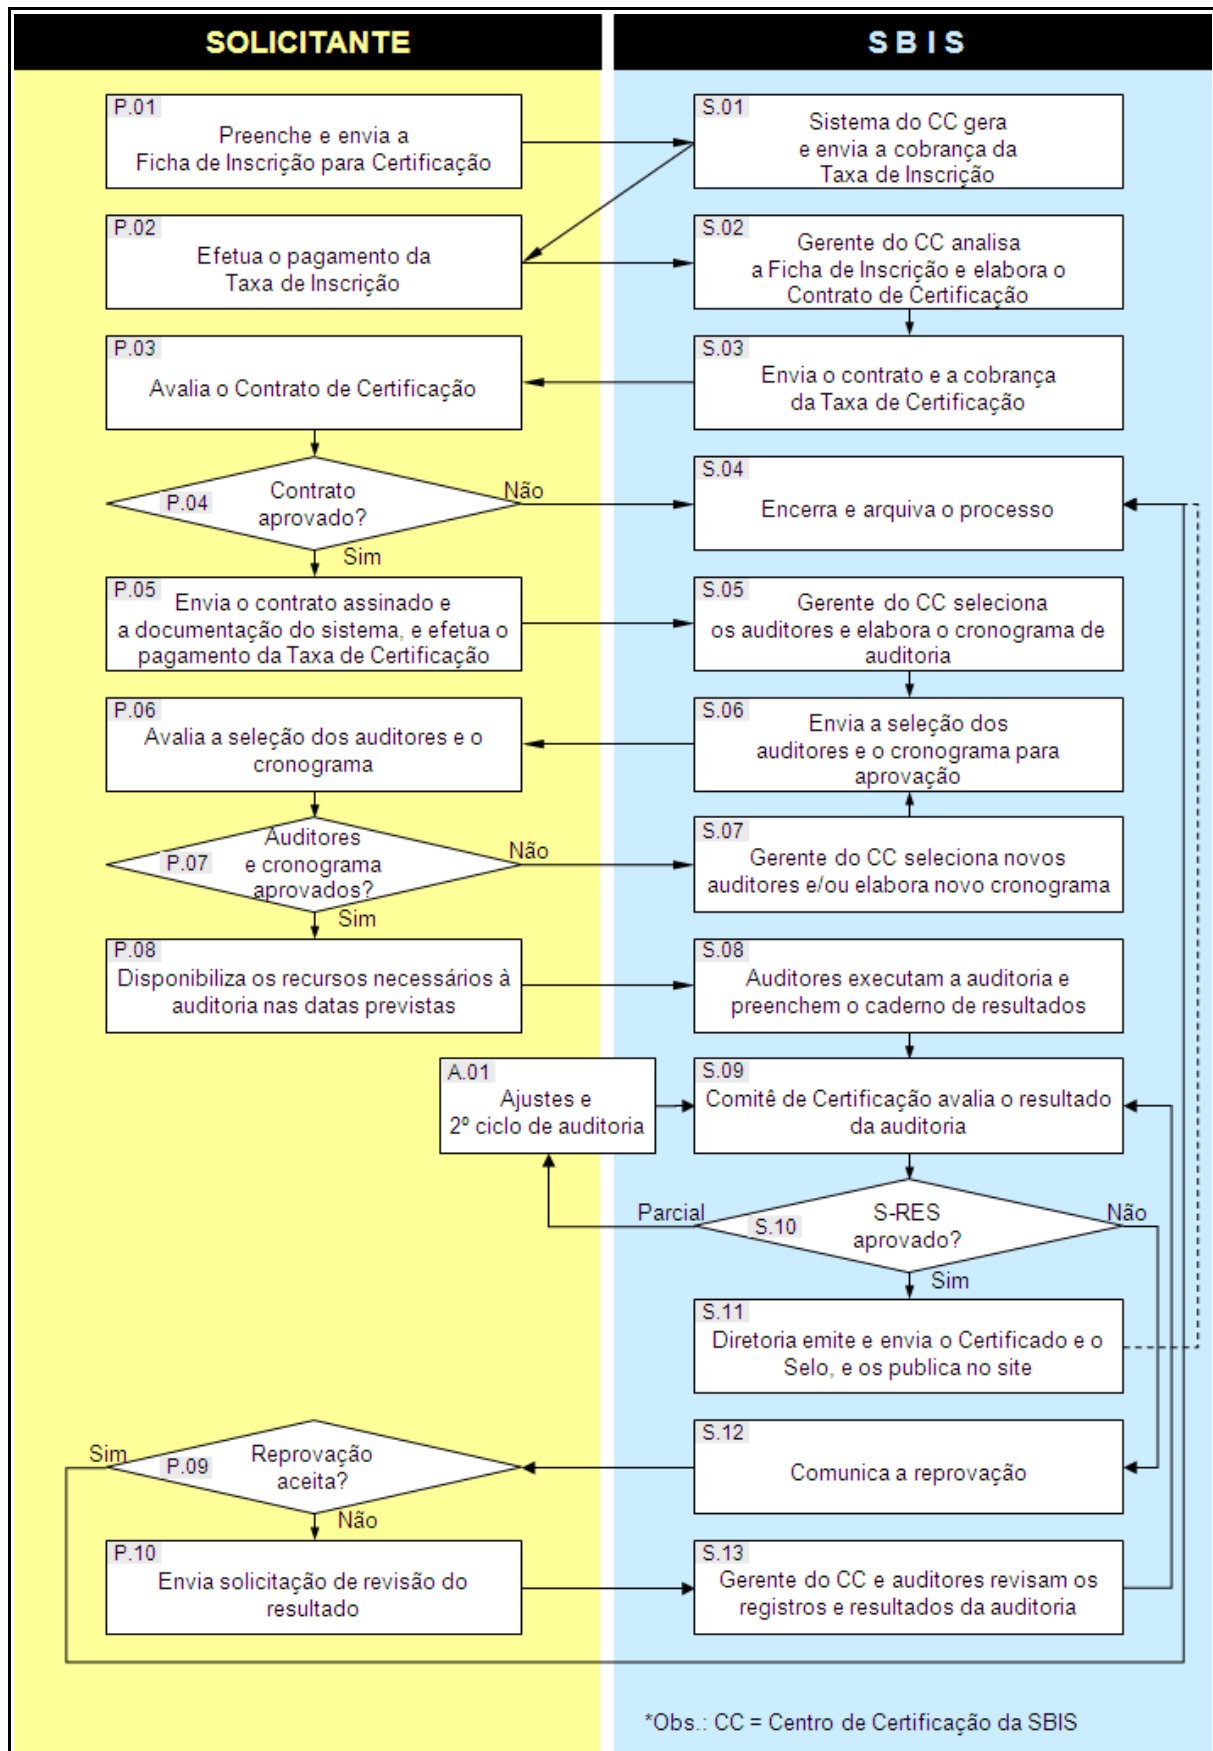 SOLICITANTE
SBIS
P.01
Preenche e envia a
Ficha de Inscrição para Certificação
S.01
Sistema do CC gera
e envia a cobrança da
Taxa de Inscrição
P.02
Efetua o pagamento da
Taxa de Inscrição
S.02
Gerente do CC analisa
a Ficha de Inscrição e elabora o
Contrato de Certificação
P.03
Avalia o Contrato de Certificação
S.03
Envia o contrato e a cobrança
da Taxa de Certificação
P.04
Contrato
aprovado?
Não
Sim
S.04
Encerra e arquiva o processo
P.05
Envia o contrato assinado e
a documentação do sistema, e efetua o
pagamento da Taxa de Certificação
S.05
Gerente do CC seleciona
os auditores e elabora o cronograma de
auditoria
P.06
Avalia a seleção dos auditores e o
cronograma
S.06
Envia a seleção dos
auditores e o cronograma para
aprovação
P.07
Auditores
e cronograma
aprovados?
Não
Sim
S.07
Gerente do CC seleciona novos
auditores e/ou elabora novo cronograma
P.08
Disponibiliza os recursos necessários à
auditoria nas datas previstas
S.08
Auditores executam a auditoria e
preenchem o caderno de resultados
A.01
Ajustes e
2º ciclo de auditoria
S.09
Comitê de Certificação avalia o resultado
da auditoria
Parcial
S.10
S-RES
aprovado?
Não
Sim
S.11
Diretoria emite e envia o Certificado e o
Selo, e os publica no site
Sim
P.09
Reprovação
aceita?
Não
S.12
Comunica a reprovação
P.10
Envia solicitação de revisão do
resultado
S.13
Gerente do CC e auditores revisam os
registros e resultados da auditoria
*Obs.: CC = Centro de Certificação da SBIS